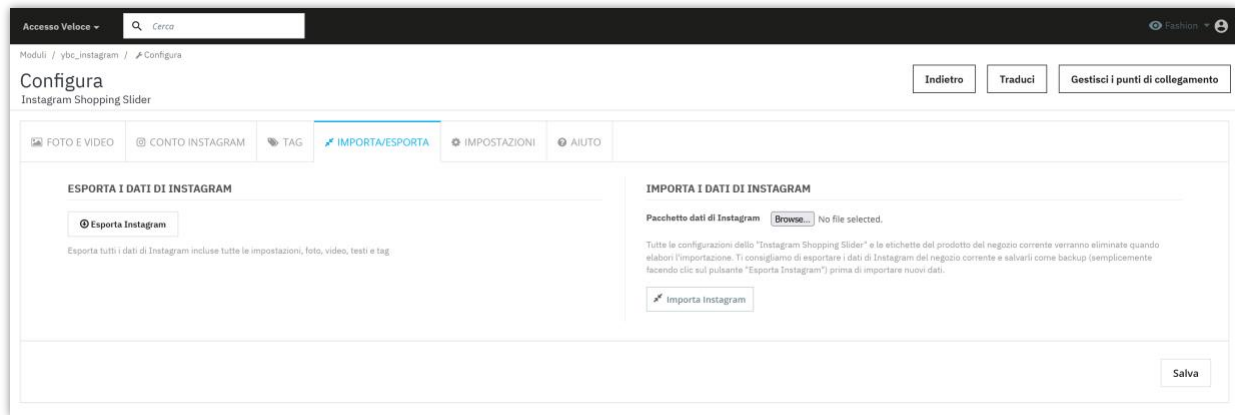 Accesso Veloce
Cerca
Fashion
Moduli / ybc_instagram / Configura
Configura
Instagram Shopping Slider
Indietro
Traduci
Gestisci i punti di collegamento
FOTO E VIDEO
CONTO INSTAGRAM
TAG
IMPORTA/ESPORTA
IMPOSTAZIONI
AIUTO
ESPORTA I DATI DI INSTAGRAM
Esporta Instagram
Esporta tutti i dati di Instagram incluse tutte le impostazioni, foto, video, testi e tag
IMPORTA I DATI DI INSTAGRAM
Pacchetto dati di Instagram Browse... No file selected.
Tutte le configurazioni dello "Instagram Shopping Slider" e le etichette del prodotto del negozio corrente verranno eliminate quando
elabori l'importazione. Ti consigliamo di esportare i dati di Instagram del negozio corrente e salvarli come backup (semplicemente
facendo clic sul pulsante "Esporta Instagram") prima di importare nuovi dati.
Importa Instagram
Salva